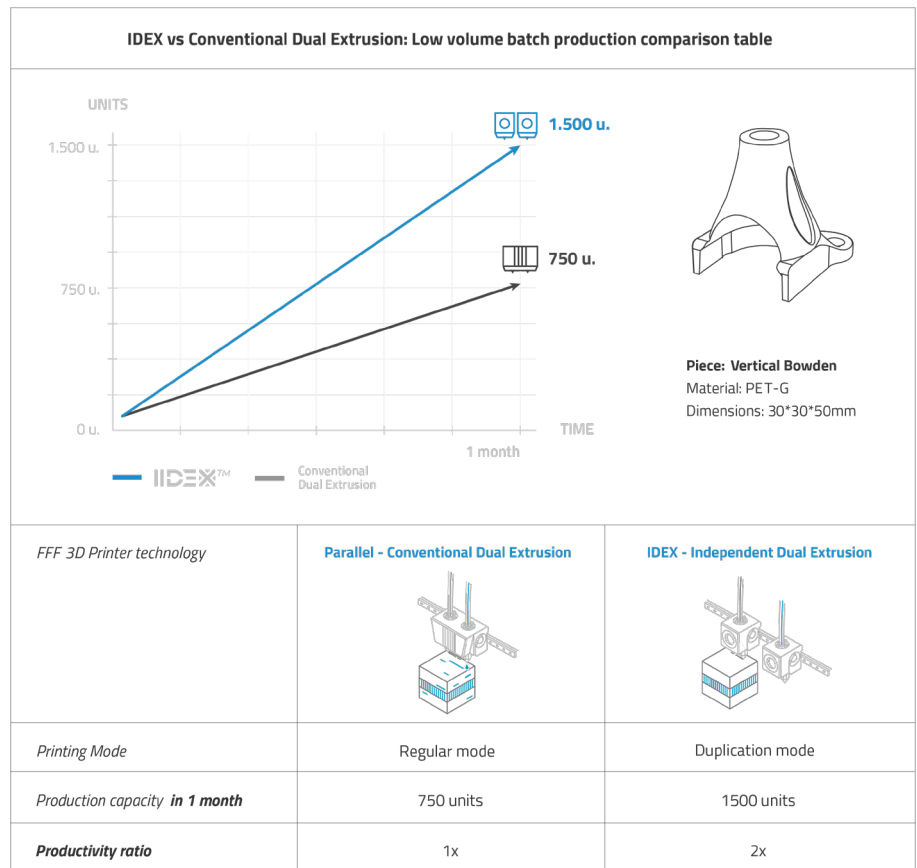 IDEX vs Conventional Dual Extrusion: Low volume batch production comparison table
UNITS
1.500 u.
1.500 u.
750 u.
750 u.
0 u.
TIME
1 month
IIDEX™
Conventional
Dual Extrusion
Piece: Vertical Bowden
Material: PET-G
Dimensions: 30*30*50mm
FFF 3D Printer technology
Parallel - Conventional Dual Extrusion
IDEX - Independent Dual Extrusion
Printing Mode
Regular mode
Duplication mode
Production capacity in 1 month
750 units
1500 units
Productivity ratio
1x
2x